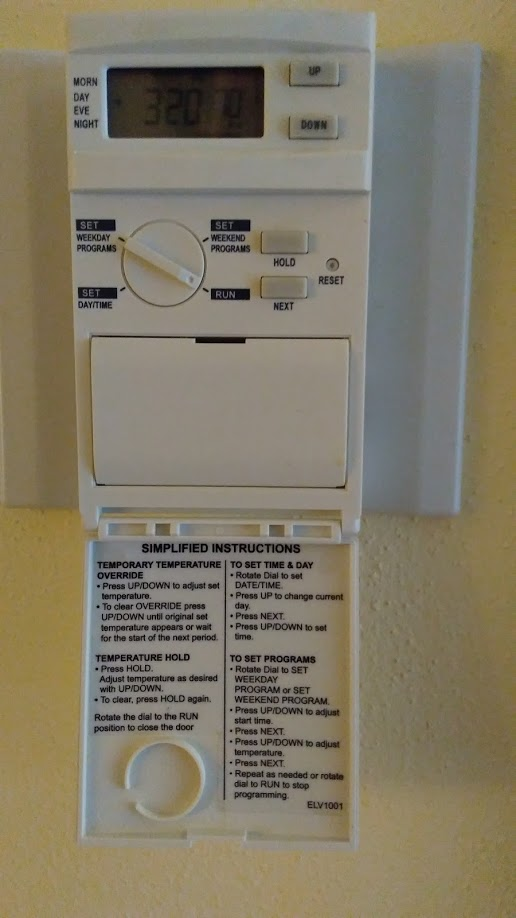 MORN
DAY
EVE
NIGHT
320 70
UP
DOWN
SET
WEEKDAY
PROGRAMS
SET
WEEKEND
PROGRAMS
SET
DAY/TIME
RUN
HOLD
NEXT
RESET
SIMPLIFIED INSTRUCTIONS
TEMPORARY TEMPERATURE
OVERRIDE
• Press UP/DOWN to adjust set
temperature.
• To clear OVERRIDE press
UP/DOWN until original set
temperature appears or wait
for the start of the next period.
TEMPERATURE HOLD
• Press HOLD.
Adjust temperature as desired
with UP/DOWN.
• To clear, press HOLD again.
Rotate the dial to the RUN
position to close the door
TO SET TIME & DAY
• Rotate Dial to set
DATE/TIME.
• Press UP to change current
day.
• Press NEXT.
• Press UP/DOWN to set
time.
TO SET PROGRAMS
• Rotate Dial to SET
WEEKDAY
PROGRAM or SET
WEEKEND PROGRAM.
• Press UP/DOWN to adjust
start time.
• Press NEXT.
• Press UP/DOWN to adjust
temperature.
• Press NEXT.
• Repeat as needed or rotate
dial to RUN to stop
programming.
ELV1001